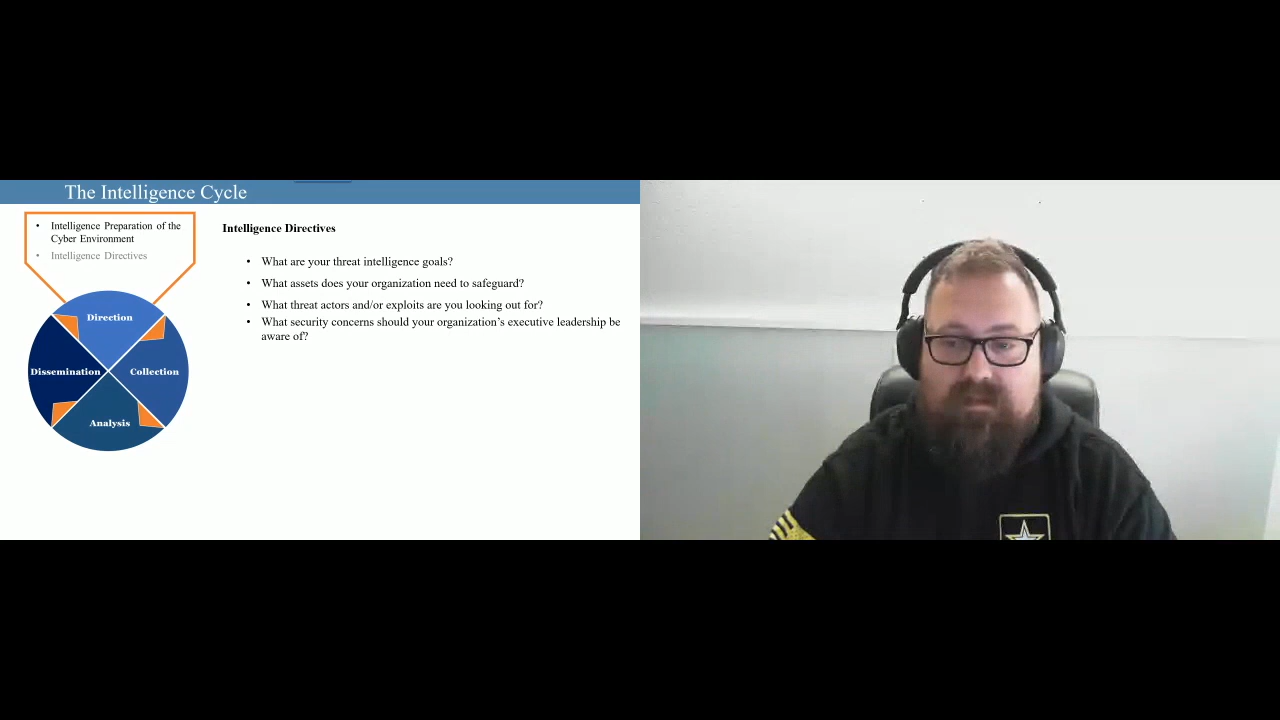 The Intelligence Cycle
• Intelligence Preparation of the
Cyber Environment
• Intelligence Directives
Direction
Dissemination
Collection
Analysis
Intelligence Directives
• What are your threat intelligence goals?
• What assets does your organization need to safeguard?
• What threat actors and/or exploits are you looking out for?
• What security concerns should your organization’s executive leadership be
aware of?